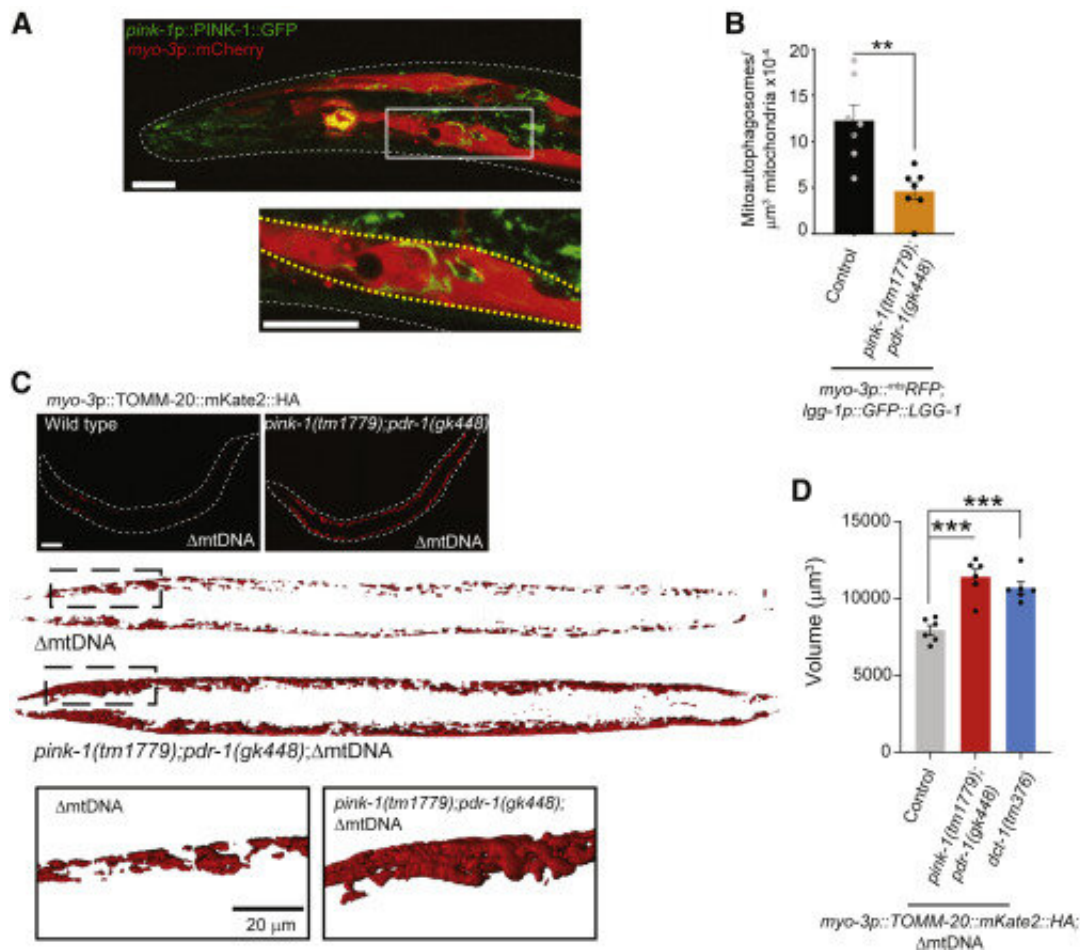 A
pink-1p::PINK-1::GFP
myo-3p::mCherry
B
Mitoautophagosomes/
μm³ mitochondria x10⁻⁴
20
15
10
5
0
**
Control
pink-1(tm1779);
pdr-1(gk448)
myo-3p::ᵐⁱᵗᵒRFP;
lgg-1p::GFP::LGG-1
C
myo-3p::TOMM-20::mKate2::HA
Wild type
pink-1(tm1779);pdr-1(gk448)
ΔmtDNA
ΔmtDNA
ΔmtDNA
pink-1(tm1779);pdr-1(gk448);ΔmtDNA
ΔmtDNA
20 μm
pink-1(tm1779);pdr-1(gk448);
ΔmtDNA
D
Volume (μm³)
15000
10000
5000
0
***
***
Control
pink-1(tm1779);
pdr-1(gk448)
dct-1(tm376)
myo-3p::TOMM-20::mKate2::HA;
ΔmtDNA